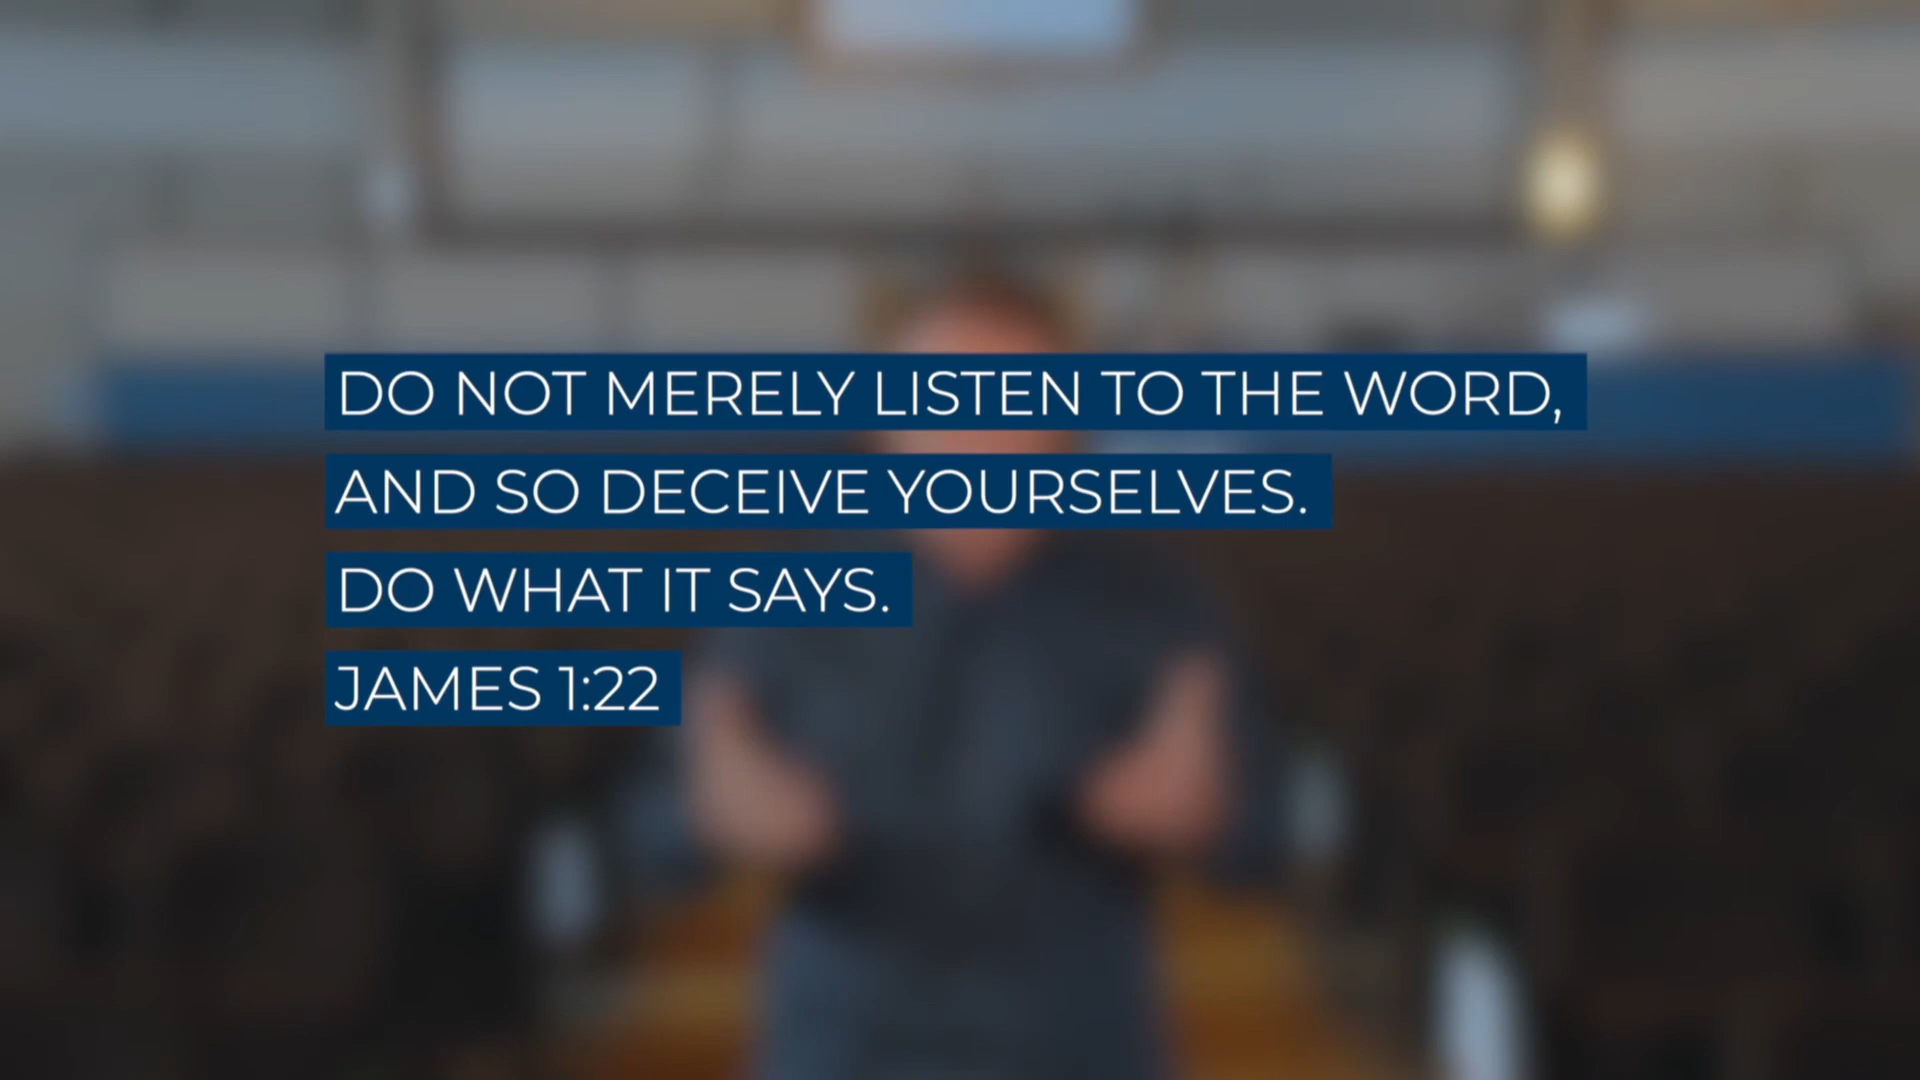 DO NOT MERELY LISTEN TO THE WORD,
AND SO DECEIVE YOURSELVES.
DO WHAT IT SAYS.
JAMES 1:22